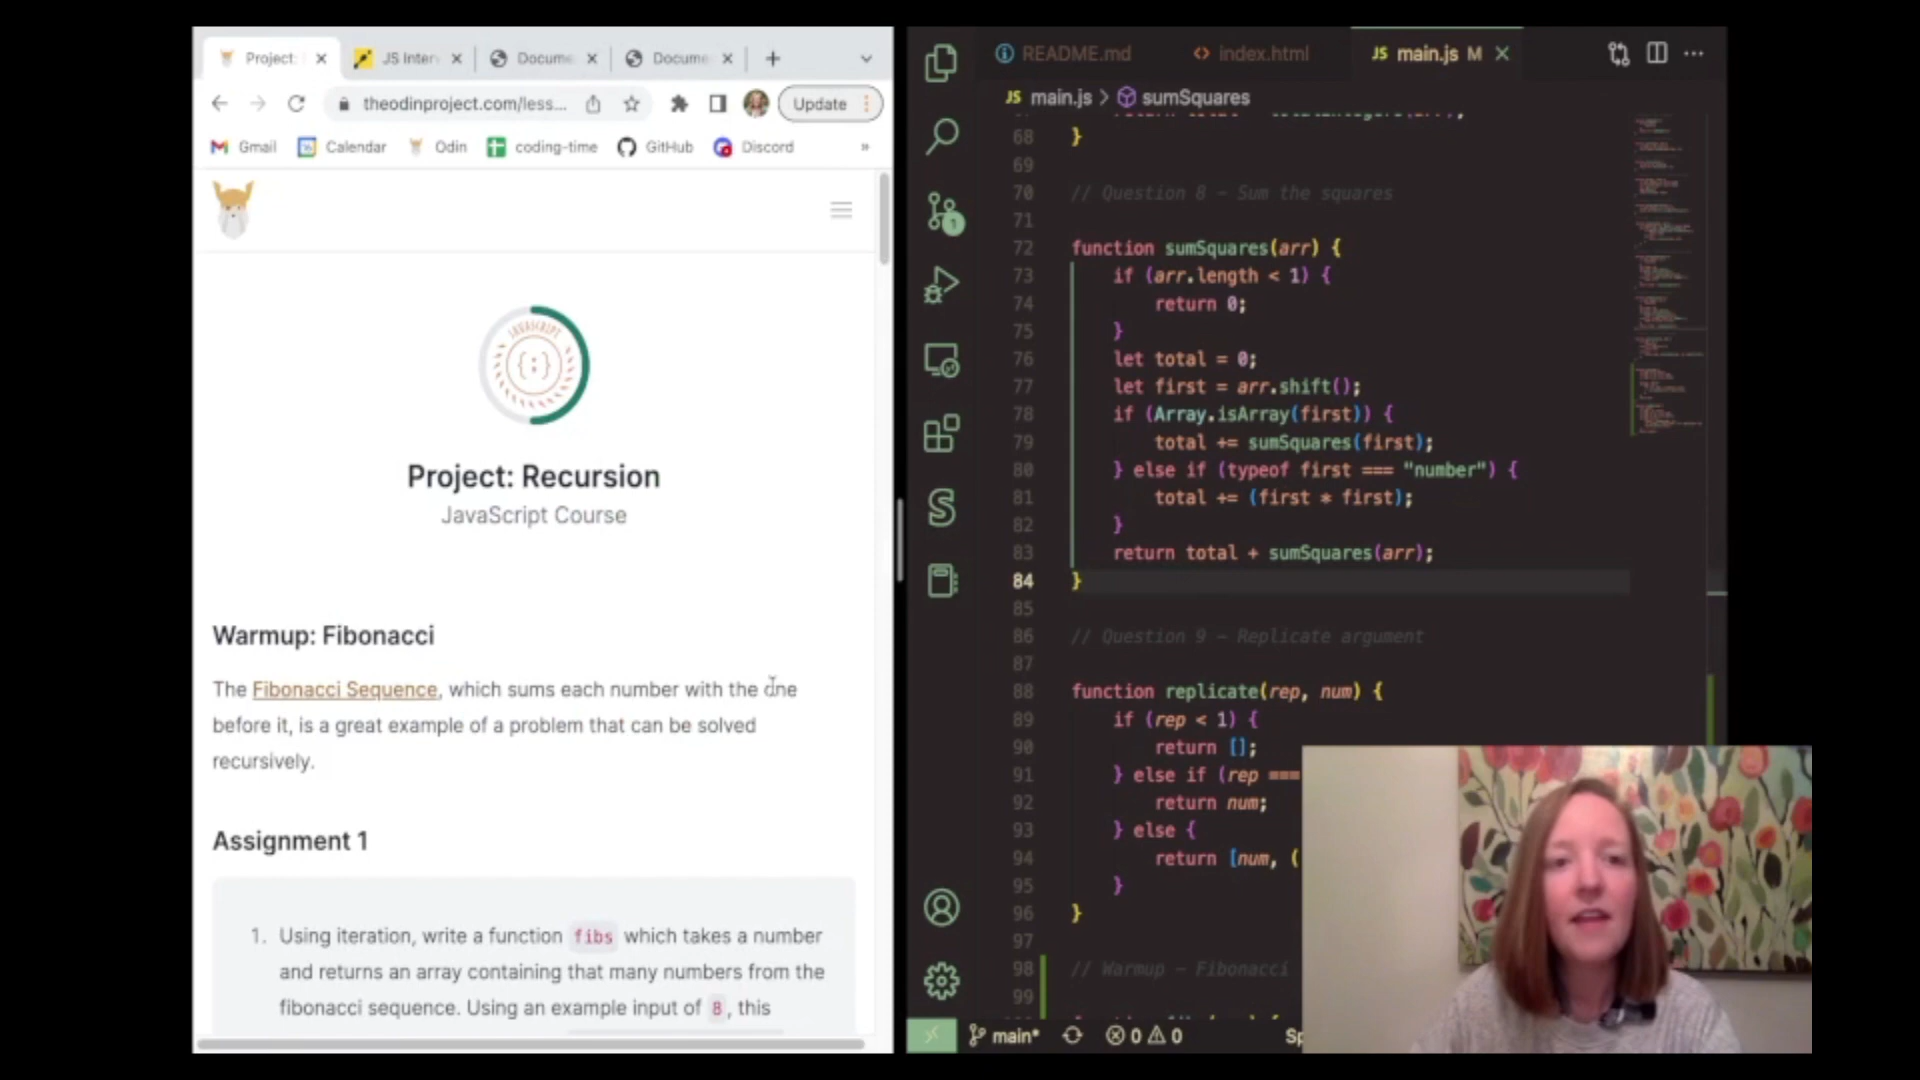 Project:
JS Inter
Docume
Docume
theodinproject.com/less...
Update
Gmail
Calendar
Odin
coding-time
GitHub
Discord
»
JAVASCRIPT
{;}
Project: Recursion
JavaScript Course
Warmup: Fibonacci
The Fibonacci Sequence, which sums each number with the one
before it, is a great example of a problem that can be solved
recursively.
Assignment 1
1. Using iteration, write a function fibs which takes a number
and returns an array containing that many numbers from the
fibonacci sequence. Using an example input of 8, this
README.md
index.html
JS main.js M
JS main.js > sumSquares
68 }
69
70 // Question 8 – Sum the squares
71
72 function sumSquares(arr) {
73 if (arr.length < 1) {
74 return 0;
75 }
76 let total = 0;
77 let first = arr.shift();
78 if (Array.isArray(first)) {
79 total += sumSquares(first);
80 } else if (typeof first === "number") {
81 total += (first * first);
82 }
83 return total + sumSquares(arr);
84 }
85
86 // Question 9 – Replicate argument
87
88 function replicate(rep, num) {
89 if (rep < 1) {
90 return [];
91 } else if (rep ===
92 return num;
93 } else {
94 return [num, (
95 }
96 }
97
98 // Warmup – Fibonacci
99
1
main*
0
0
Sp